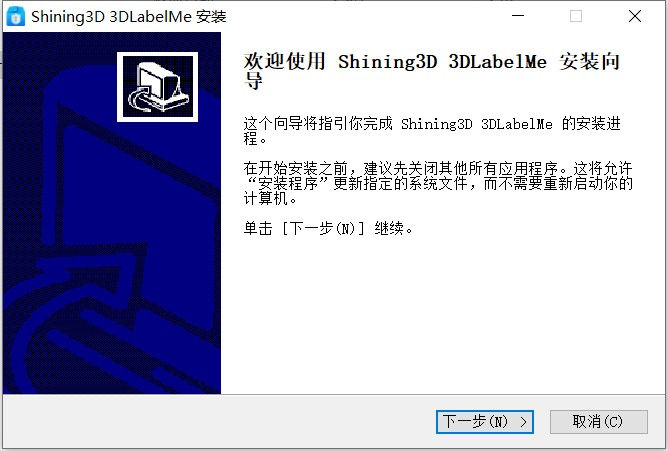 Shining3D 3DLabelMe 安装
欢迎使用 Shining3D 3DLabelMe 安装向
导
这个向导将指引你完成 Shining3D 3DLabelMe 的安装进
程。
在开始安装之前，建议先关闭其他所有应用程序。这将允许
“安装程序”更新指定的系统文件，而不需要重新启动你的
计算机。
单击 [下一步(N)] 继续。
下一步(N) >
取消(C)